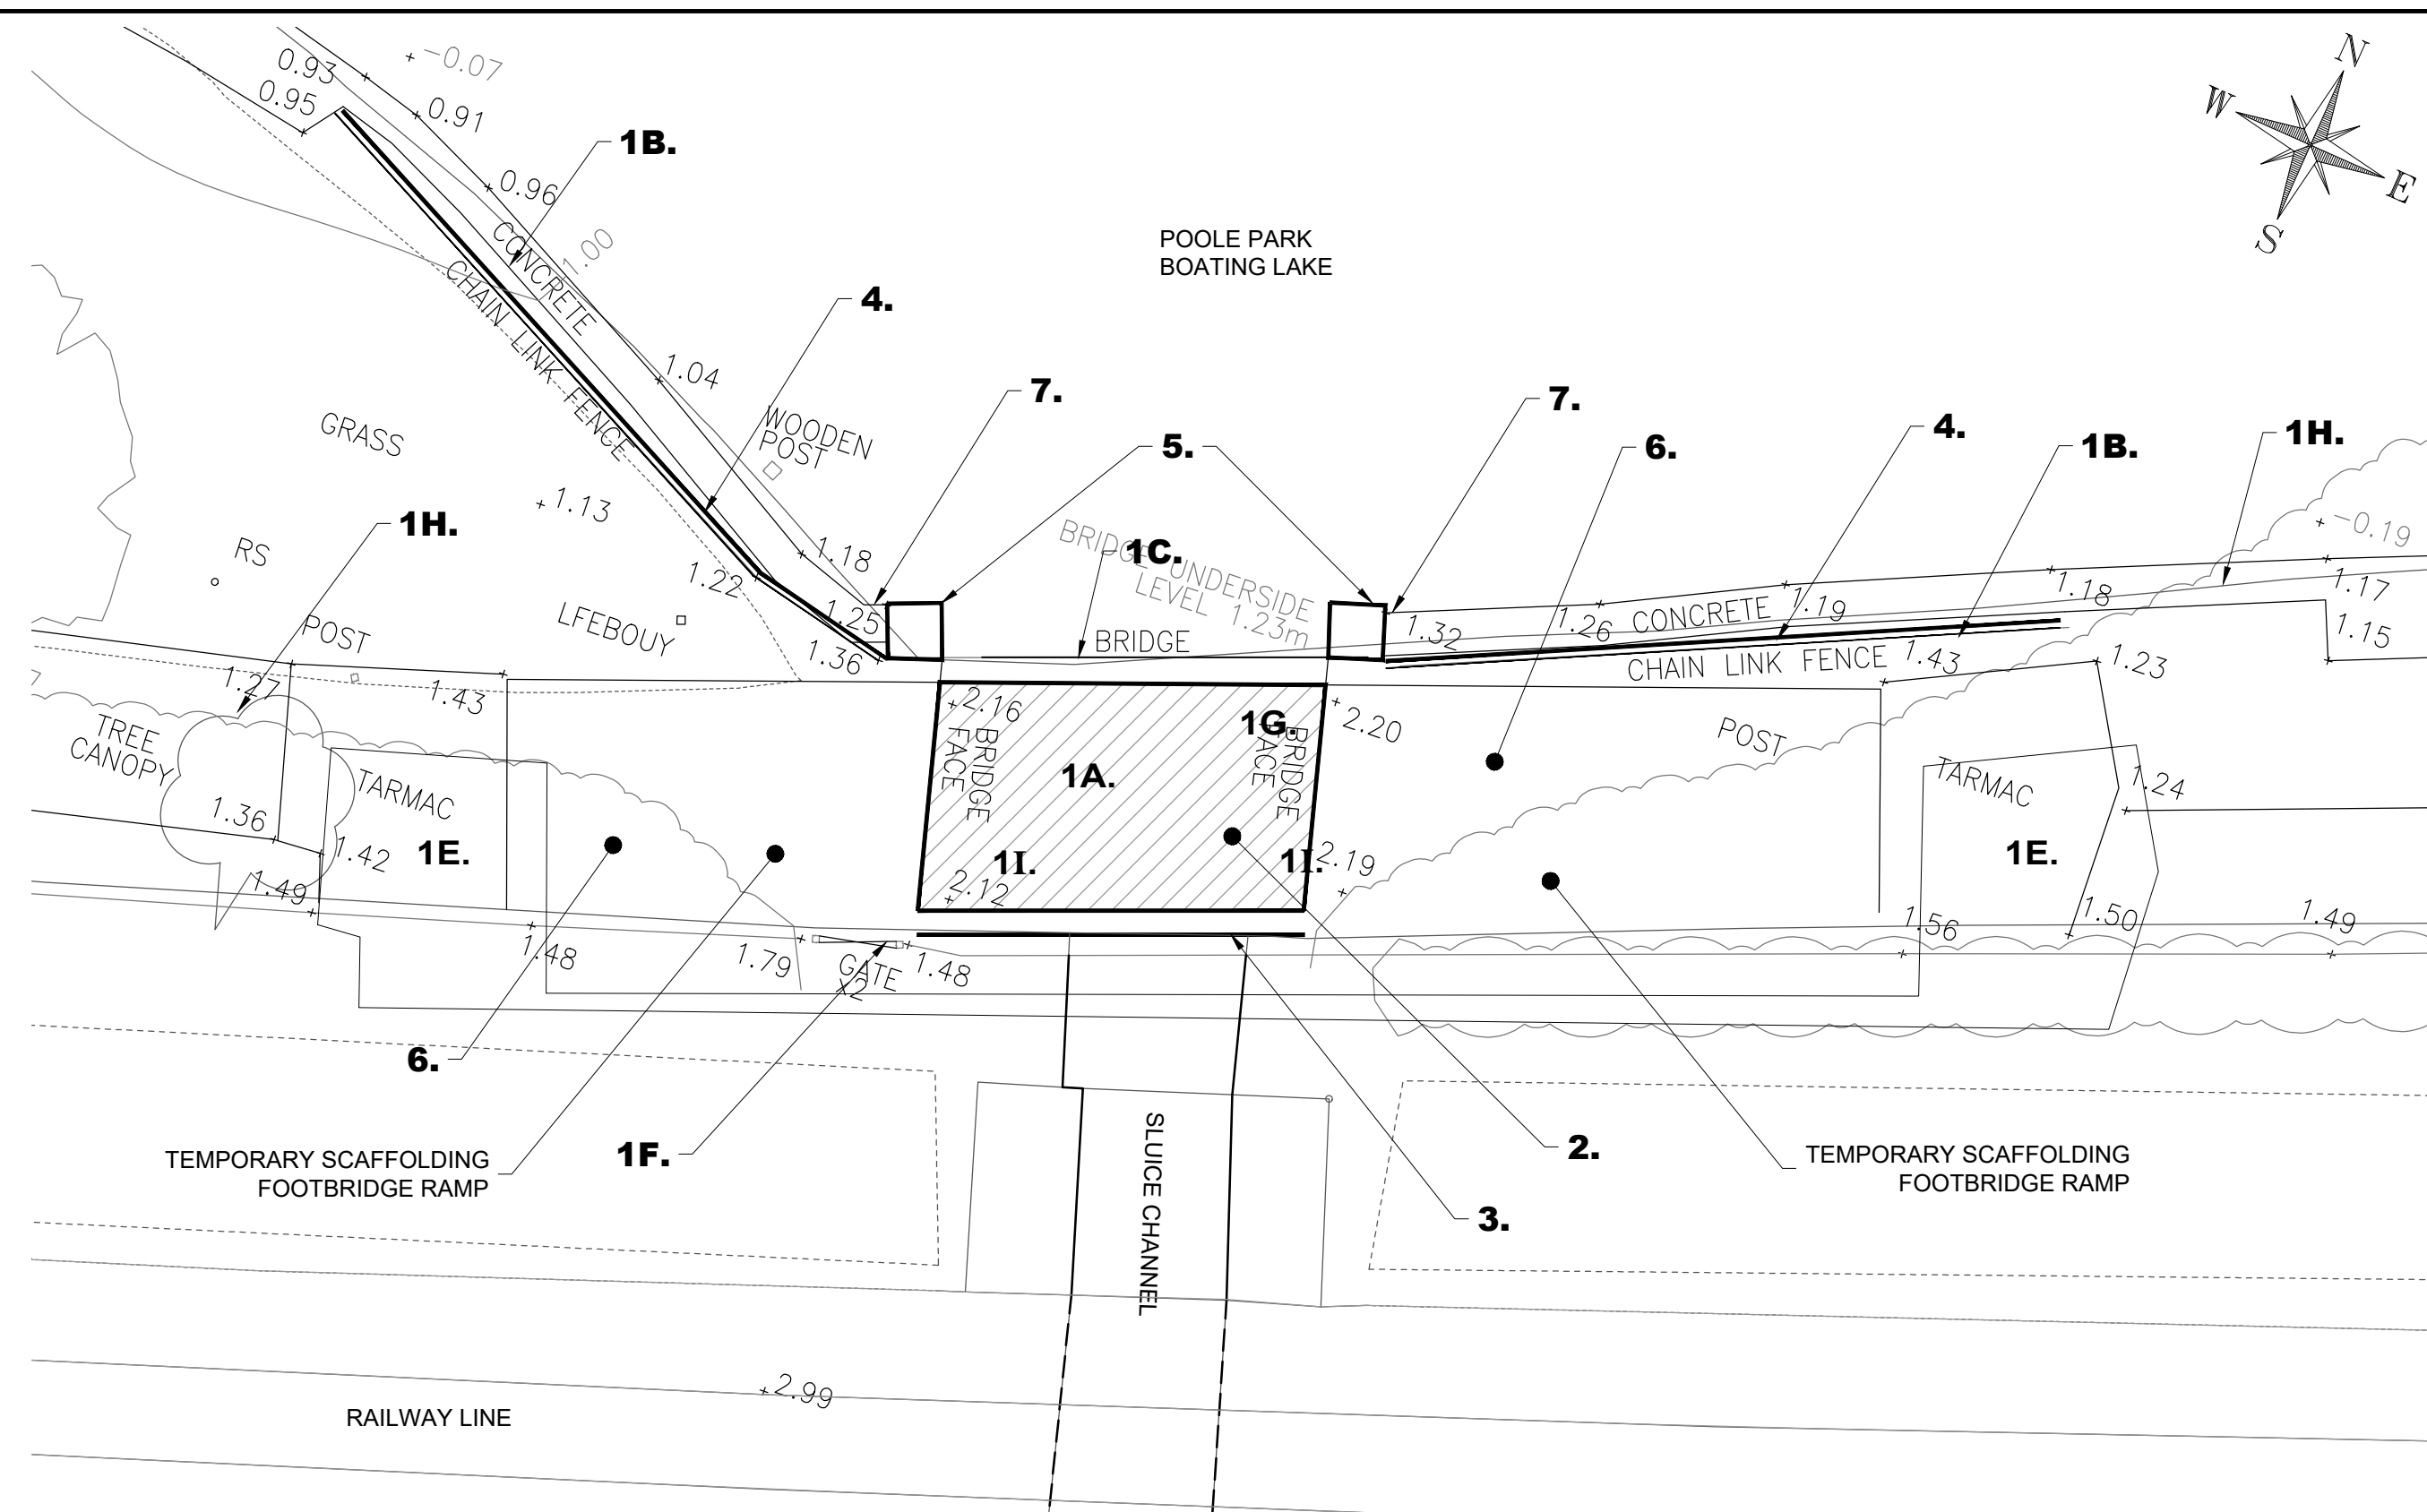 N
W
E
S
0.93
-0.07
0.95
0.91
1B.
0.96
CONCRETE
1.00
CHAIN LINK FENCE
POOLE PARK
BOATING LAKE
4.
1.04
7.
WOODEN
POST
GRASS
5.
7.
6.
4.
1B.
1H.
1.13
1H.
RS
1.18
1.22
1.25
1.36
BRIDGE UNDERSIDE
LEVEL 1.23m
1C.
BRIDGE
-0.19
1.17
1.18
1.19
CONCRETE
1.26
1.32
1.15
CHAIN LINK FENCE
1.43
1.23
LFEBOUY
POST
1.27
1.43
TREE
CANOPY
2.16
BRIDGE
FACE
1G.
BRIDGE
FACE
2.20
POST
1A.
TARMAC
1.36
1.42
1E.
1.49
1I.
2.12
1I.
2.19
TARMAC
1.24
1E.
1.56
1.50
1.49
1.48
1.79
GATE
x2
1.48
6.
TEMPORARY SCAFFOLDING
FOOTBRIDGE RAMP
1F.
SLUICE CHANNEL
2.
3.
TEMPORARY SCAFFOLDING
FOOTBRIDGE RAMP
2.99
RAILWAY LINE